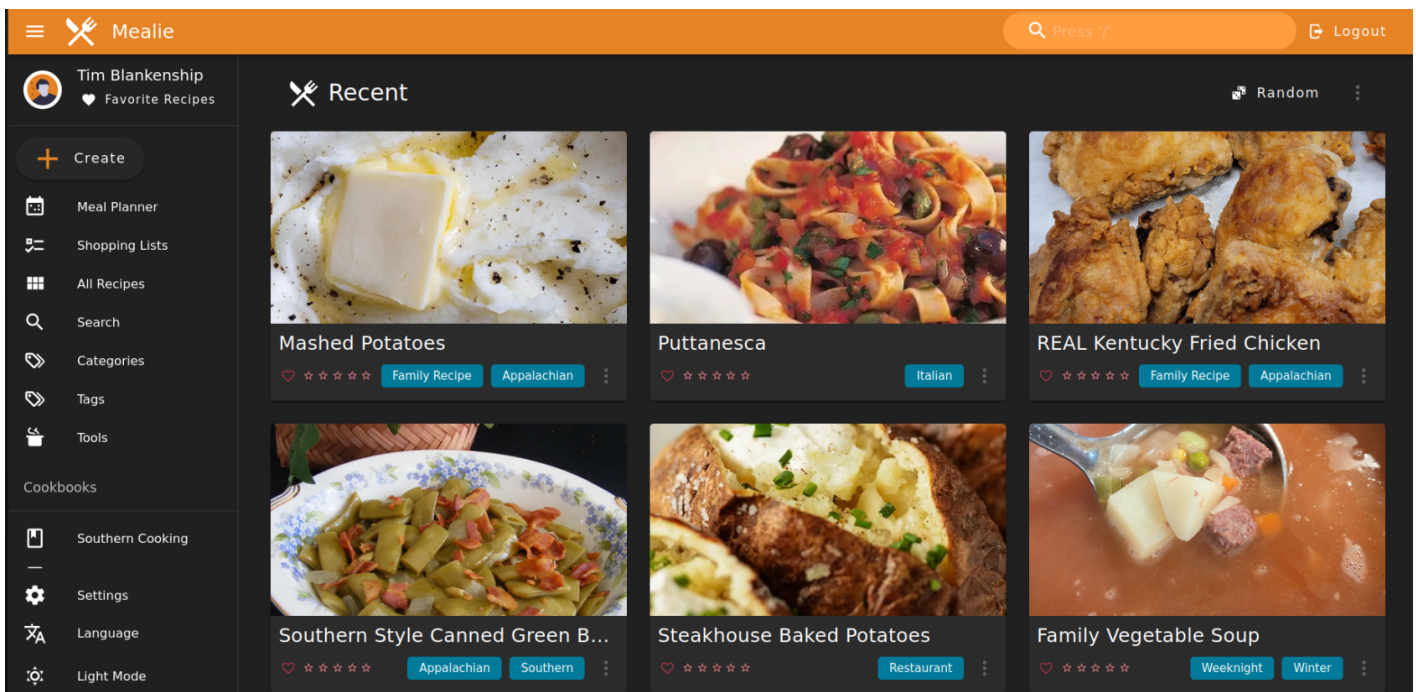 Mealie
Press '/'
Logout
Tim Blankenship
Favorite Recipes
Create
Meal Planner
Shopping Lists
All Recipes
Search
Categories
Tags
Tools
Cookbooks
Southern Cooking
Settings
Language
Light Mode
Recent
Random
Mashed Potatoes
Family Recipe
Appalachian
Puttanesca
Italian
REAL Kentucky Fried Chicken
Family Recipe
Appalachian
Southern Style Canned Green B...
Appalachian
Southern
Steakhouse Baked Potatoes
Restaurant
Family Vegetable Soup
Weeknight
Winter